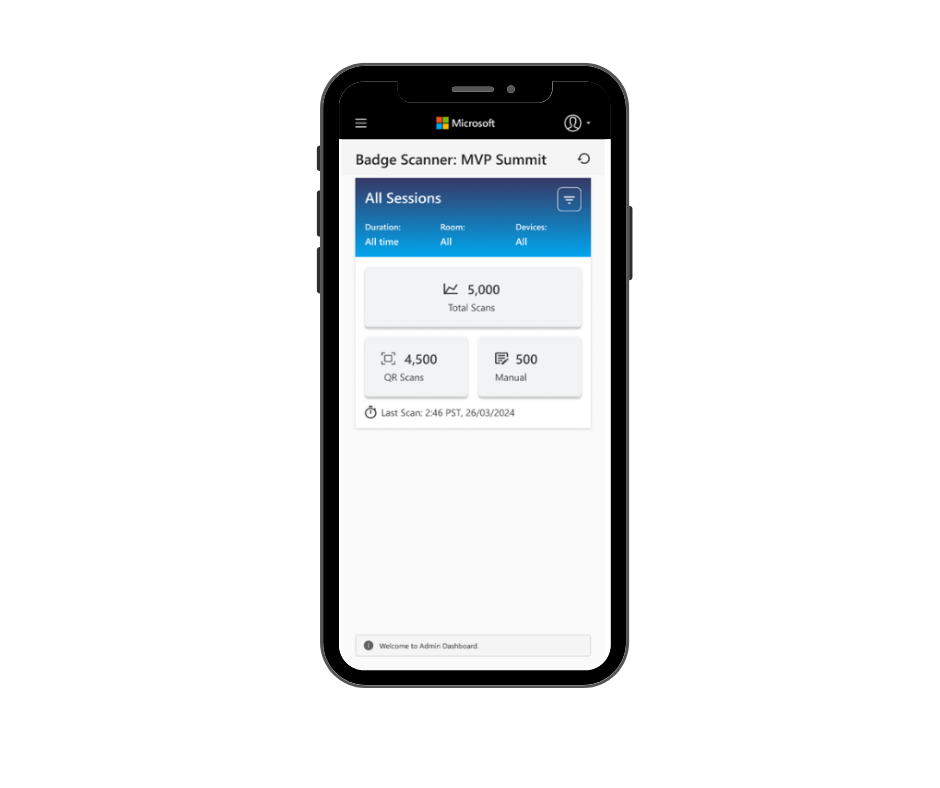 Microsoft
Badge Scanner: MVP Summit
All Sessions
Duration: Room: Devices:
All time All All
5,000
Total Scans
4,500
QR Scans
500
Manual
Last Scan: 2:46 PST, 26/03/2024
Welcome to Admin Dashboard.